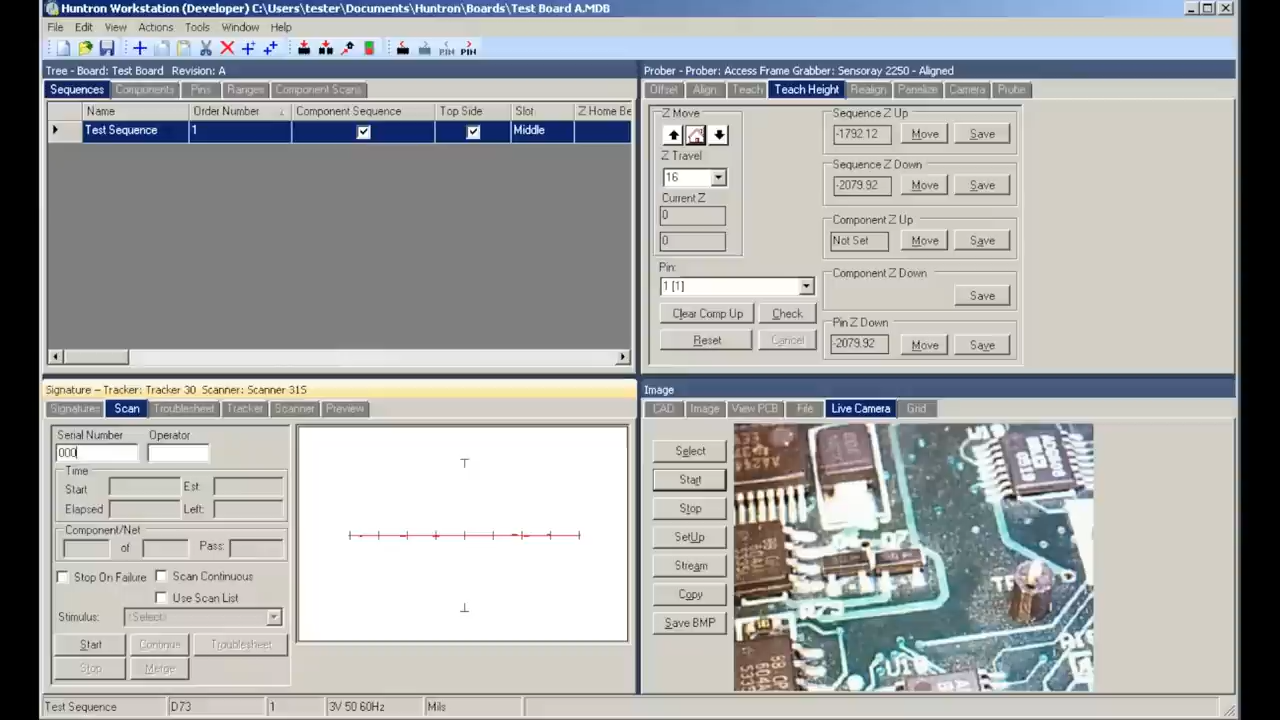 Huntron Workstation (Developer) C:\Users\tester\Documents\Huntron\Boards\Test Board A.MDB
File Edit View Actions Tools Window Help
PIN PIN
Tree - Board: Test Board Revision: A
Sequences Components Pins Ranges Component Scans
Name Order Number Component Sequence Top Side Slot Z Home Be
Test Sequence 1 Middle
Prober - Prober: Access Frame Grabber: Sensoray 2250 - Aligned
Offset Align Teach Teach Height Realign Panelize Camera Probe
Z Move
Z Travel
16
Current Z
0
0
Pin:
1 [1]
Clear Comp Up Check
Reset Cancel
Sequence Z Up
-1792.12 Move Save
Sequence Z Down
-2079.92 Move Save
Component Z Up
Not Set Move Save
Component Z Down
Save
Pin Z Down
-2079.92 Move Save
Signature - Tracker: Tracker 30 Scanner: Scanner 31S
Signatures Scan Troubleshoot Tracker Scanner Preview
Serial Number Operator
000
Time
Start Est:
Elapsed Left:
Component/Net
of Pass:
Stop On Failure Scan Continuous
Use Scan List
Stimulus: (Select)
Start Continue Troubleshoot
Stop Merge
Image
CAD Image View PCB File Live Camera Grid
Select
Start
Stop
SetUp
Stream
Copy
Save BMP
TP
U10
Test Sequence D73 1 3V 50 60Hz Mils